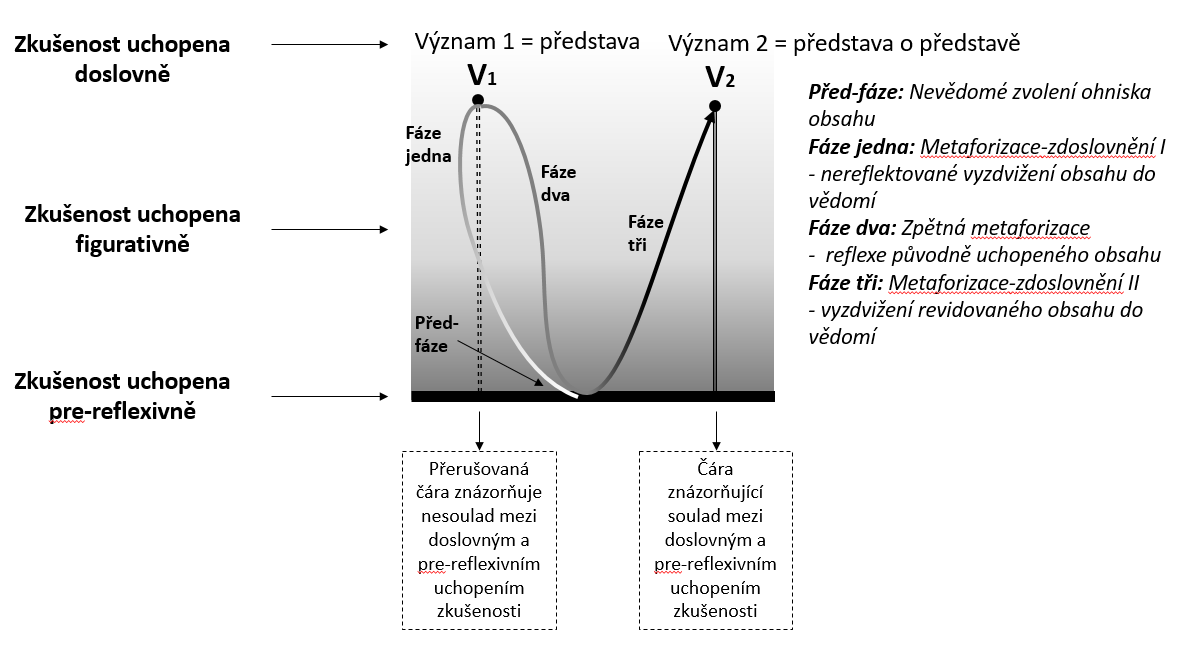 Zkušenost uchopena
doslovně
Význam 1 = představa
Význam 2 = představa o představě
V1
V2
Fáze
jedna
Fáze
dva
Fáze
tři
Před-
fáze
Zkušenost uchopena
figurativně
Zkušenost uchopena
pre-reflexivně
Před-fáze: Nevědomé zvolení ohniska
obsahu
Fáze jedna: Metaforizace-zdoslovnění I
- nereflektované vyzdvižení obsahu do
vědomí
Fáze dva: Zpětná metaforizace
- reflexe původně uchopeného obsahu
Fáze tři: Metaforizace-zdoslovnění II
- vyzdvižení revidovaného obsahu do
vědomí
Přerušovaná
čára znázorňuje
nesoulad mezi
doslovným a
pre-reflexivním
uchopením
zkušenosti
Čára
znázorňující
soulad mezi
doslovným a
pre-reflexivním
uchopením
zkušenosti